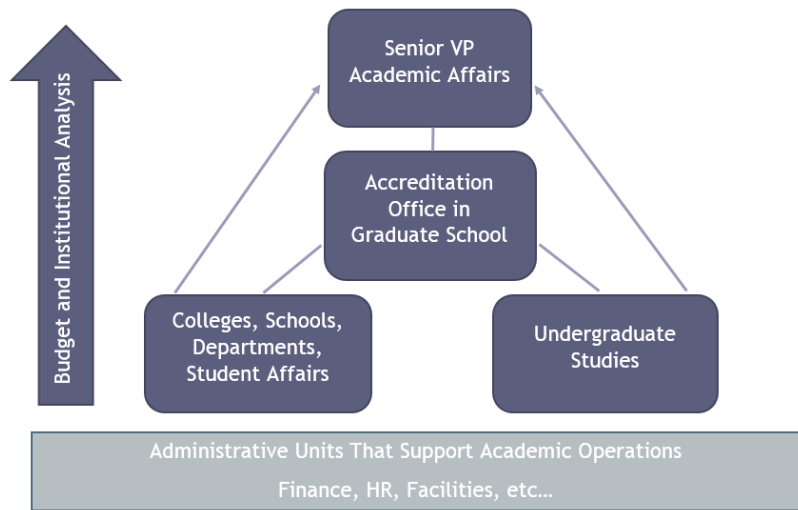 Senior VP
Academic Affairs
Budget and Institutional Analysis
Accreditation
Office in
Graduate School
Colleges, Schools,
Departments,
Student Affairs
Undergraduate
Studies
Administrative Units That Support Academic Operations
Finance, HR, Facilities, etc…